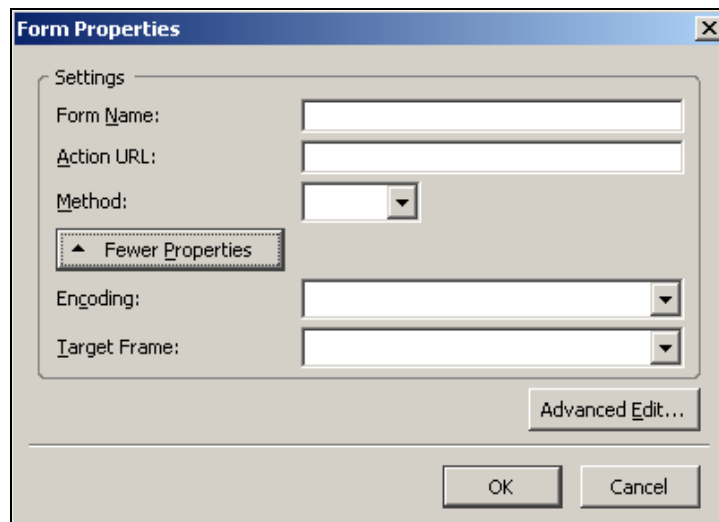 Form Properties
Settings
Form Name:
Action URL:
Method:
Fewer Properties
Encoding:
Target Frame:
Advanced Edit...
OK Cancel